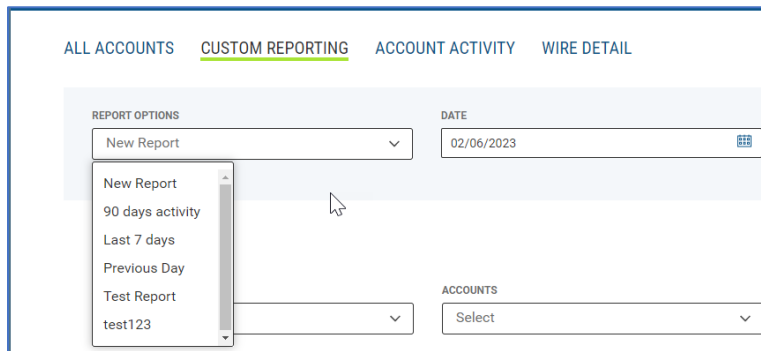 ALL ACCOUNTS CUSTOM REPORTING ACCOUNT ACTIVITY WIRE DETAIL
REPORT OPTIONS DATE
New Report 02/06/2023
New Report
90 days activity
Last 7 days
Previous Day
Test Report
ACCOUNTS
test123 Select